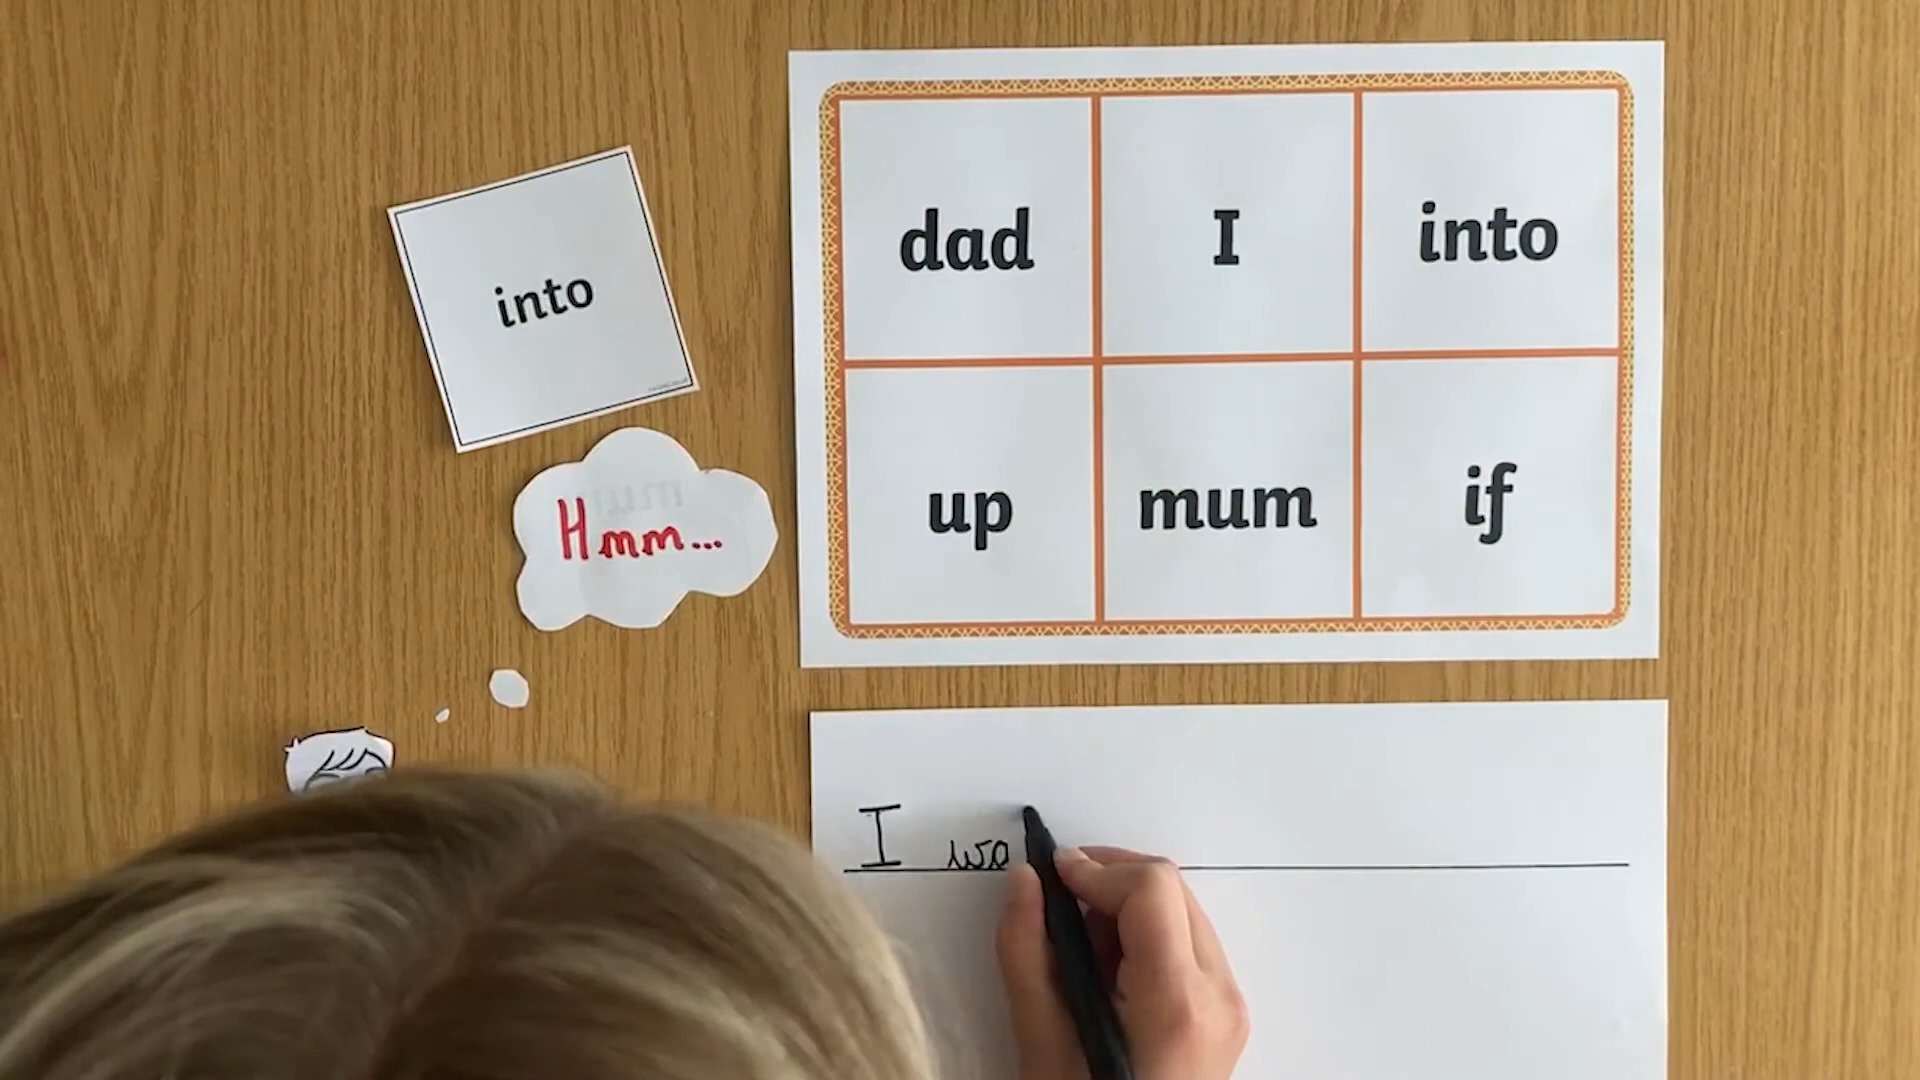 into
Hmm...
dad I into
up mum if
I wa